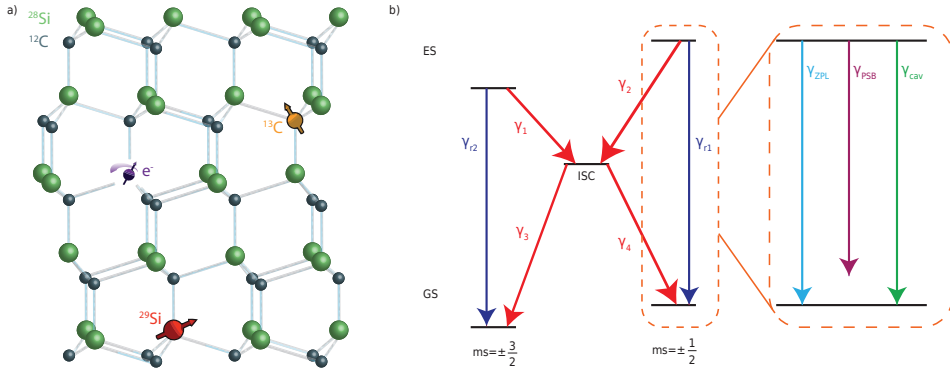 a)
²⁸Si
¹²C
¹³C
e⁻
²⁹Si
b)
ES
GS
γr2
γ1
γ2
γr1
ISC
γ3
γ4
ms=±3/2
ms=±1/2
γZPL
γPSB
γcav